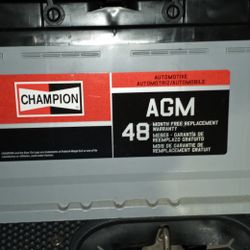 AUTOMOTIVE
AUTOMOTRIZ/AUTOMOBILE
CHAMPION
AGM
48
MONTH FREE REPLACEMENT
WARRANTY
MESES - GARANTÍA DE
REEMPLAZO GRATUITO
MOIS DE GARANTIE DE
REMPLACEMENT GRATUIT